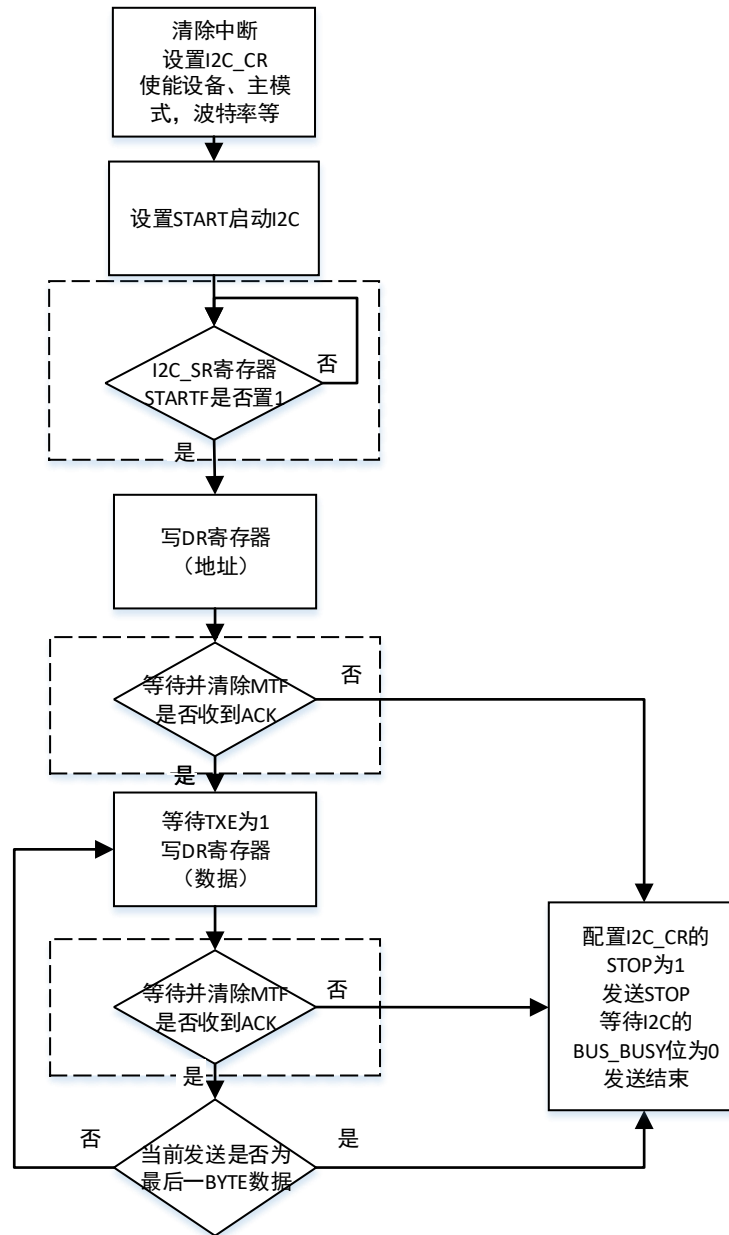 清除中断
设置I2C_CR
使能设备、主模
式，波特率等
设置START启动I2C
I2C_SR寄存器
STARTF是否置1
否
是
写DR寄存器
（地址）
等待并清除MTF
是否收到ACK
否
是
等待TXE为1
写DR寄存器
（数据）
等待并清除MTF
是否收到ACK
否
是
配置I2C_CR的
STOP为1
发送STOP
等待I2C的
BUS_BUSY位为0
发送结束
否
当前发送是否为
最后一BYTE数据
是